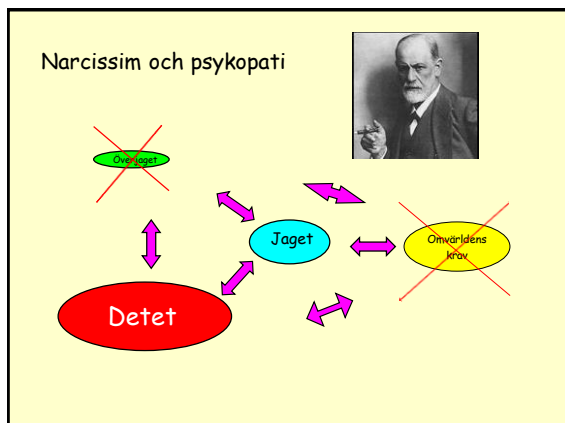 Narcissim och psykopati
Överjaget
Jaget
Omvärldens
krav
Detet